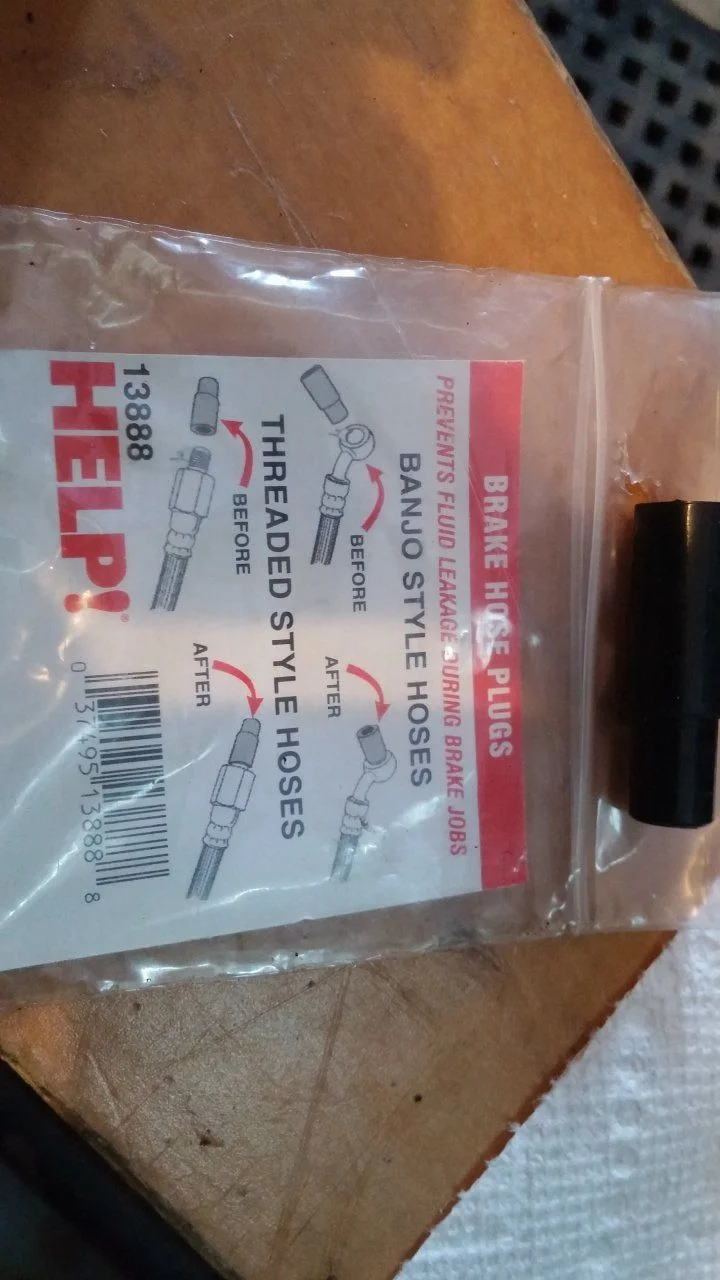 BRAKE HOSE PLUGS
PREVENTS FLUID LEAKAGE DURING BRAKE JOBS
BANJO STYLE HOSES
BEFORE
AFTER
THREADED STYLE HOSES
BEFORE
AFTER
13888
HELP!®
0 37495 13888 8